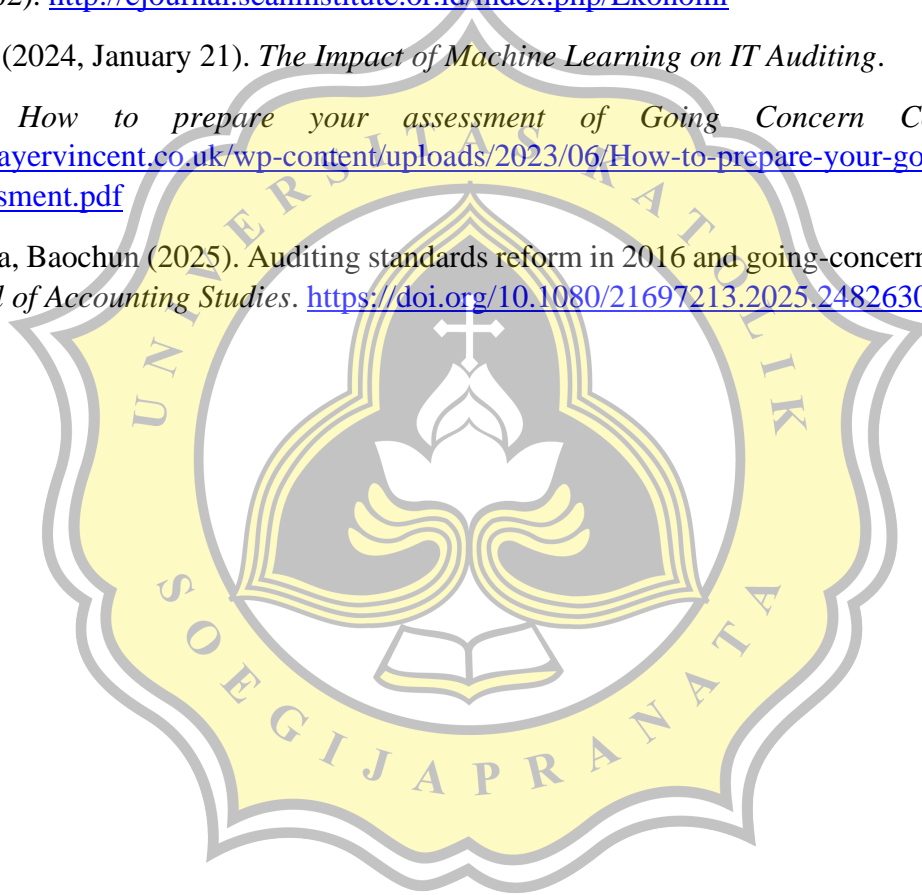 http://ejournal.seaninstitute.or.id/index.php/Ekonomi
(2024, January 21). The Impact of Machine Learning on IT Auditing.
How to prepare your assessment of Going Concern
ayervincent.co.uk/wp-content/uploads/2023/06/How-to-prepare-your-go
sment.pdf
a, Baochun (2025). Auditing standards reform in 2016 and going-concern
l of Accounting Studies. https://doi.org/10.1080/21697213.2025.2482630
UNIVERSITAS KATOLIK
SOEGIJAPRANATA